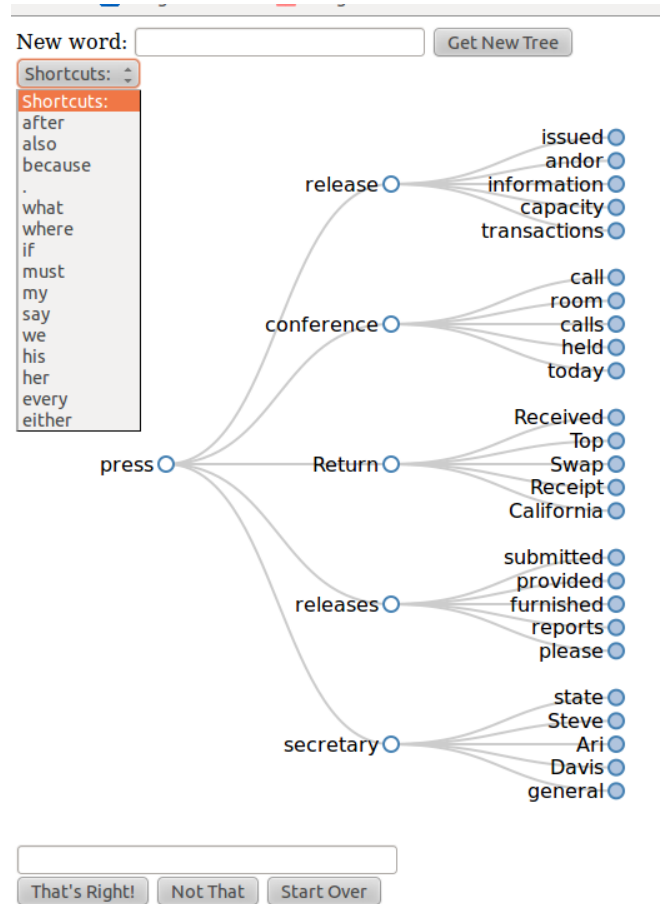 New word:
Get New Tree
Shortcuts:
Shortcuts:
after
also
because
.
what
where
if
must
my
say
we
his
her
every
either
press
release
issued
andor
information
capacity
transactions
conference
call
room
calls
held
today
Return
Received
Top
Swap
Receipt
California
releases
submitted
provided
furnished
reports
please
secretary
state
Steve
Ari
Davis
general
That's Right!
Not That
Start Over